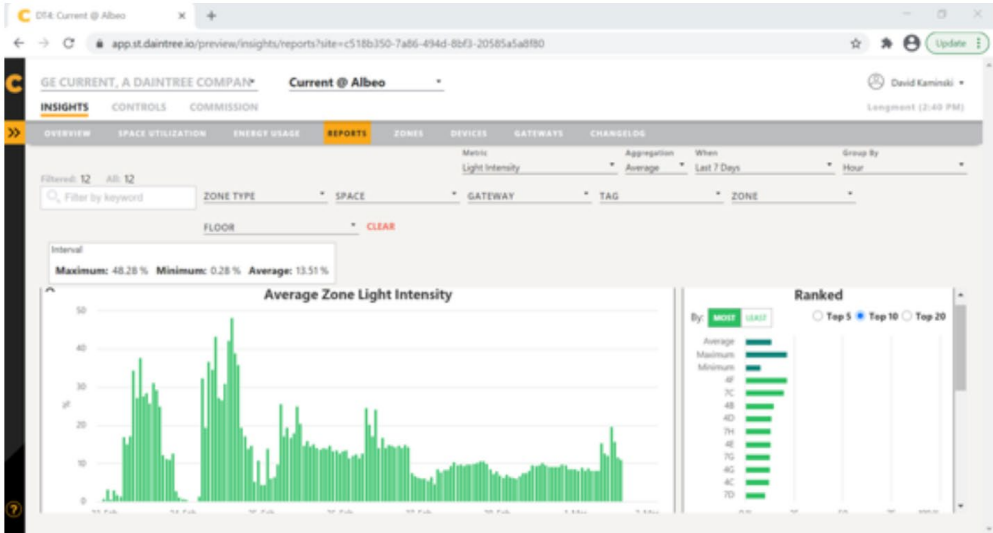 DT4: Current @ Albeo
app.st.daintree.io/preview/insights/reports?site=c518b350-7a86-494d-8bf3-20585a5a8f80
Update
GE CURRENT, A DAINTREE COMPAN
Current @ Albeo
David Kaminski
INSIGHTS CONTROLS COMMISSION
Longmont (2:40 PM)
OVERVIEW SPACE UTILIZATION ENERGY USAGE REPORTS ZONES DEVICES GATEWAYS CHANGELOG
Metric Aggregation When Group By
Light Intensity Average Last 7 Days Hour
Filtered: 12 All: 12
Filter by keyword ZONE TYPE SPACE GATEWAY TAG ZONE
FLOOR CLEAR
Interval
Maximum: 48.28 % Minimum: 0.28 % Average: 13.51 %
Average Zone Light Intensity
50
40
30
20
10
0
%
Ranked
By: MOST LEAST Top 5 Top 10 Top 20
Average
Maximum
Minimum
4F
7C
4B
4D
7H
4E
7G
4G
4C
7D